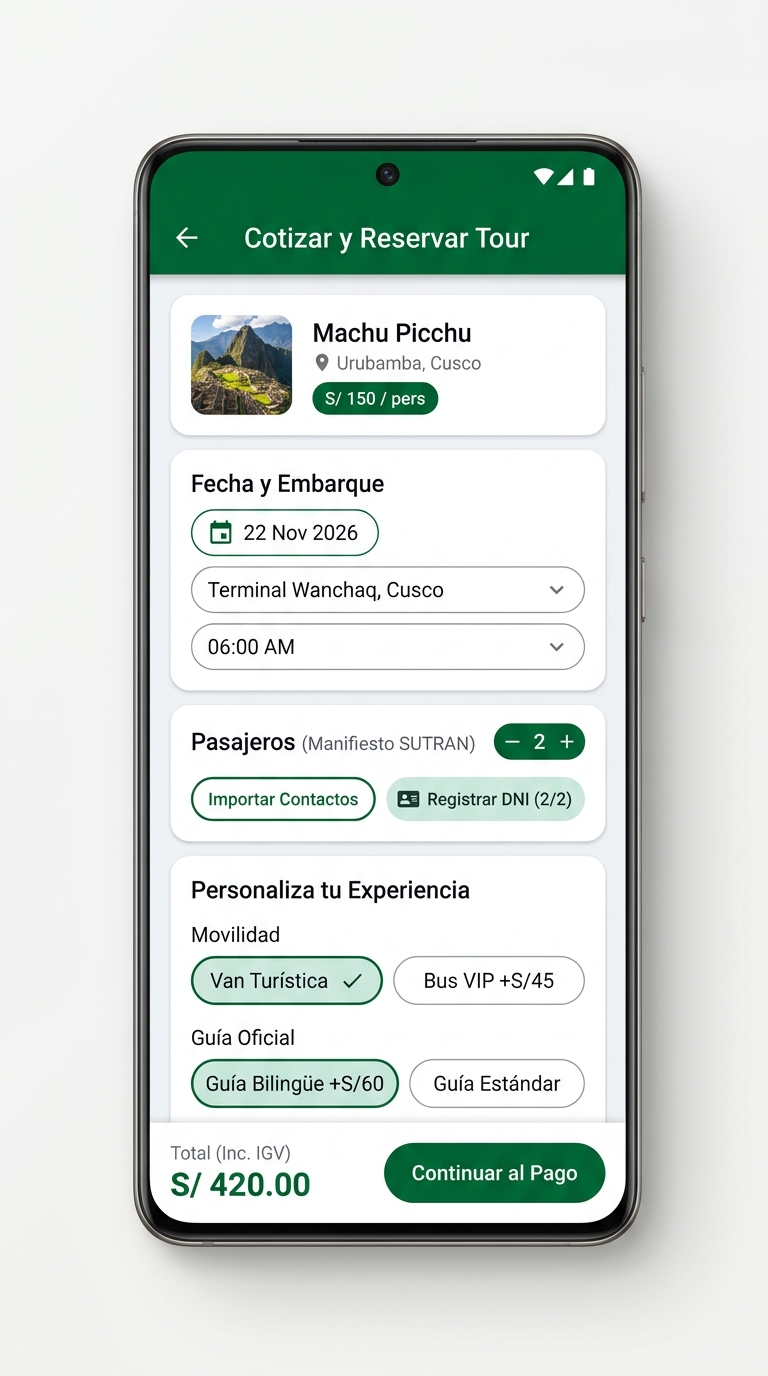 Cotizar y Reservar Tour
Machu Picchu
Urubamba, Cusco
S/ 150 / pers
Fecha y Embarque
22 Nov 2026
Terminal Wanchaq, Cusco
06:00 AM
Pasajeros (Manifiesto SUTRAN) − 2 +
Importar Contactos Registrar DNI (2/2)
Personaliza tu Experiencia
Movilidad
Van Turística Bus VIP +S/45
Guía Oficial
Guía Bilingüe +S/60 Guía Estándar
Total (Inc. IGV)
S/ 420.00
Continuar al Pago